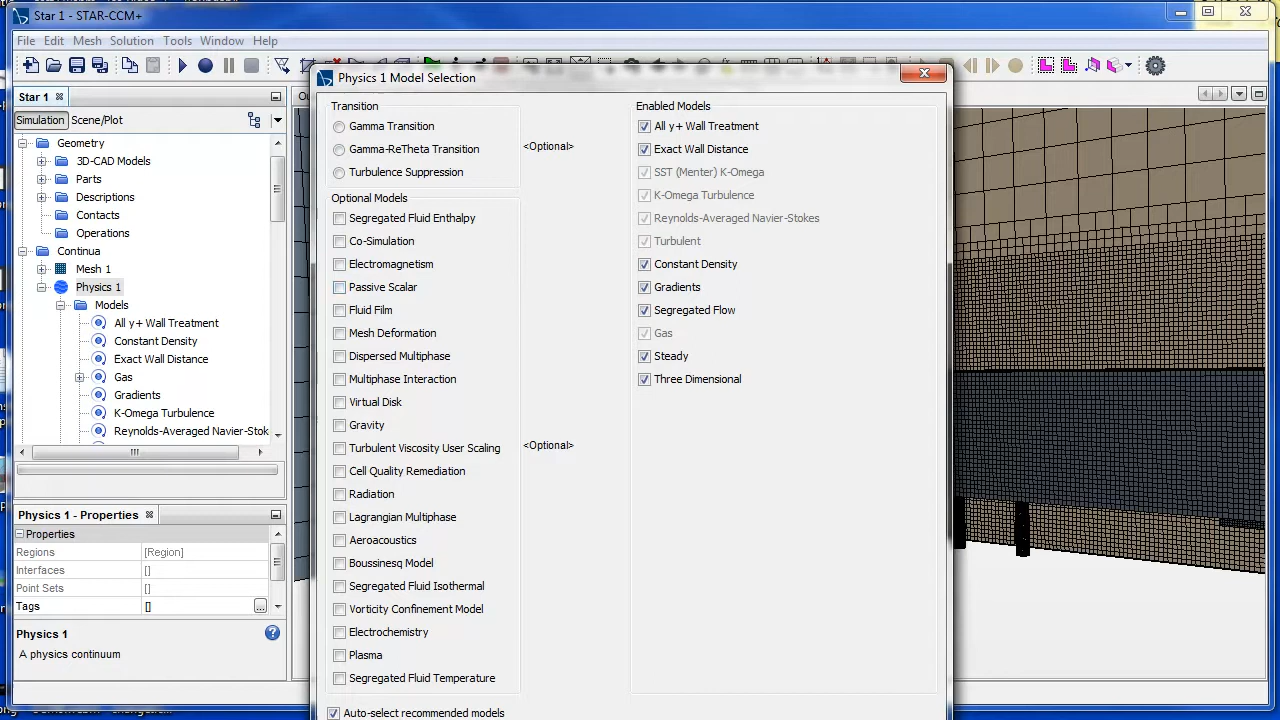 Star 1 - STAR-CCM+
File Edit Mesh Solution Tools Window Help
Star 1
Simulation Scene/Plot
Geometry
3D-CAD Models
Parts
Descriptions
Contacts
Operations
Continua
Mesh 1
Physics 1
Models
All y+ Wall Treatment
Constant Density
Exact Wall Distance
Gas
Gradients
K-Omega Turbulence
Reynolds-Averaged Navier-Stok
Physics 1 - Properties
Properties
Regions [Region]
Interfaces []
Point Sets []
Tags []
Physics 1
A physics continuum
Physics 1 Model Selection
Transition
Gamma Transition
Gamma-ReTheta Transition
Turbulence Suppression
<Optional>
Optional Models
Segregated Fluid Enthalpy
Co-Simulation
Electromagnetism
Passive Scalar
Fluid Film
Mesh Deformation
Dispersed Multiphase
Multiphase Interaction
Virtual Disk
Gravity
Turbulent Viscosity User Scaling
Cell Quality Remediation
Radiation
Lagrangian Multiphase
Aeroacoustics
Boussinesq Model
Segregated Fluid Isothermal
Vorticity Confinement Model
Electrochemistry
Plasma
Segregated Fluid Temperature
<Optional>
Auto-select recommended models
Enabled Models
All y+ Wall Treatment
Exact Wall Distance
SST (Menter) K-Omega
K-Omega Turbulence
Reynolds-Averaged Navier-Stokes
Turbulent
Constant Density
Gradients
Segregated Flow
Gas
Steady
Three Dimensional